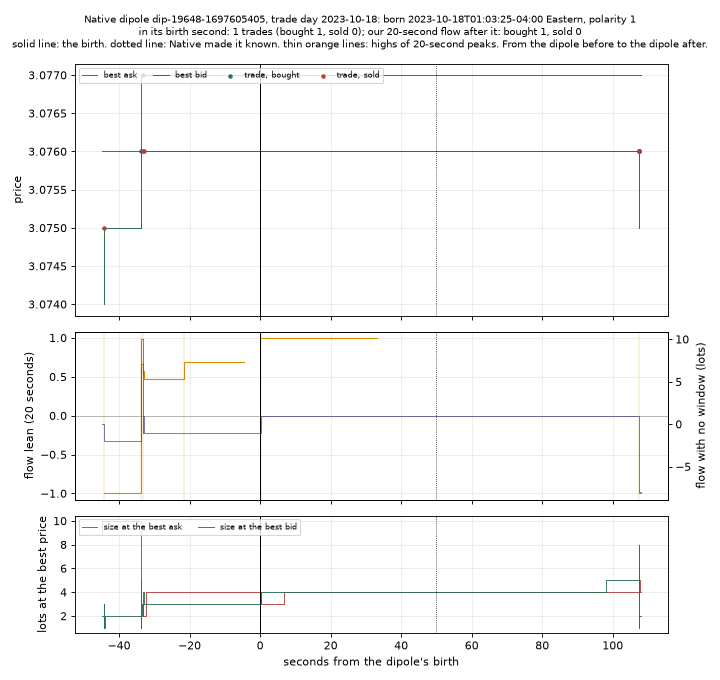 Native dipole dip-19648-1697605405, trade day 2023-10-18: born 2023-10-18T01:03:25-04:00 Eastern, polarity 1
in its birth second: 1 trades (bought 1, sold 0); our 20-second flow after it: bought 1, sold 0
solid line: the birth. dotted line: Native made it known. thin orange lines: highs of 20-second peaks. From the dipole before to the dipole after.
best ask best bid trade, bought trade, sold
3.0770
3.0765
3.0760
3.0755
3.0750
3.0745
3.0740
price
1.0
0.5
0.0
−0.5
−1.0
flow lean (20 seconds)
10
5
0
−5
flow with no window (lots)
size at the best ask size at the best bid
10
8
6
4
2
lots at the best price
−40 −20 0 20 40 60 80 100
seconds from the dipole's birth